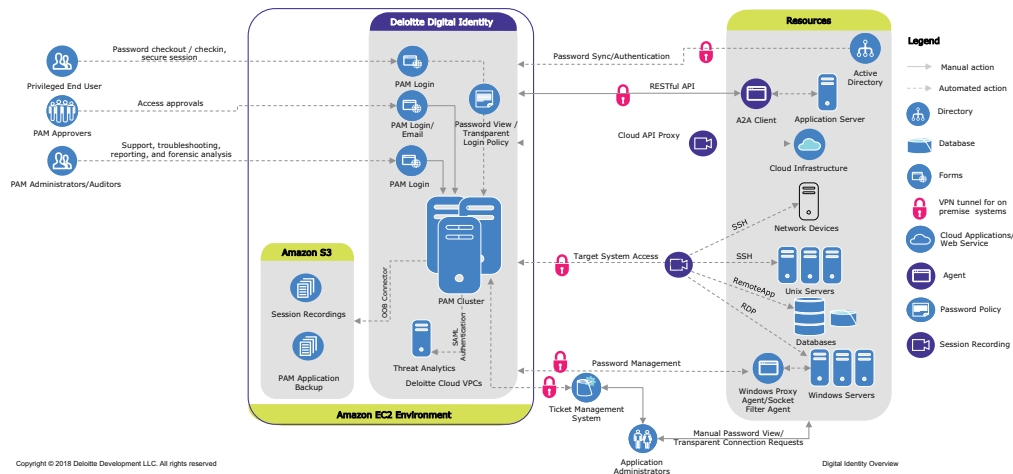 Deloitte Digital Identity
Resources
Legend
Password checkout / checkin,
secure session
Privileged End User
PAM Login
Password Sync/Authentication
Active
Directory
Manual action
Automated action
RESTful API
Access approvals
PAM Approvers
PAM Login/
Email
Password View /
Transparent
Login Policy
A2A Client
Application Server
Directory
Cloud API Proxy
Support, troubleshooting,
reporting, and forensic analysis
PAM Administrators/Auditors
PAM Login
Cloud Infrastructure
Database
Forms
VPN tunnel for on
premise systems
Network Devices
SSH
Cloud Applications/
Web Service
Amazon S3
Target System Access
SSH
Unix Servers
Agent
RemoteApp
RDP
OOB Connector
PAM Cluster
Session Recordings
Databases
Password Policy
SAML
Authentication
Session Recording
Threat Analytics
PAM Application
Backup
Deloitte Cloud VPCs
Password Management
Windows Proxy
Agent/Socket
Filter Agent
Windows Servers
Ticket Management
System
Amazon EC2 Environment
Manual Password View/
Transparent Connection Requests
Application
Administrators
Copyright © 2018 Deloitte Development LLC. All rights reserved
Digital Identity Overview